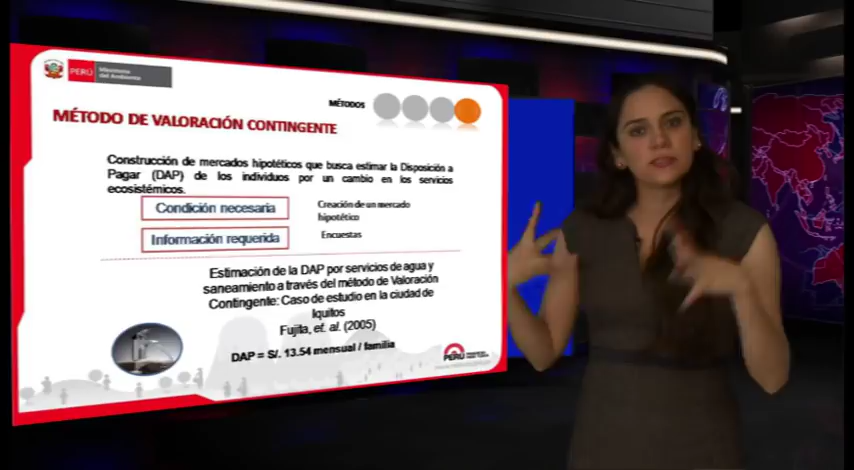 PERÚ Ministerio del Ambiente
MÉTODOS
MÉTODO DE VALORACIÓN CONTINGENTE
Construcción de mercados hipotéticos que busca estimar la Disposición a
Pagar (DAP) de los individuos por un cambio en los servicios
ecosistémicos.
Condición necesaria
Creación de un mercado
hipotético
Información requerida
Encuestas
Estimación de la DAP por servicios de agua y
saneamiento a través del método de Valoración
Contingente: Caso de estudio en la ciudad de
Iquitos
Fujita, et. al. (2005)
DAP = S/. 13.54 mensual / familia
PERÚ